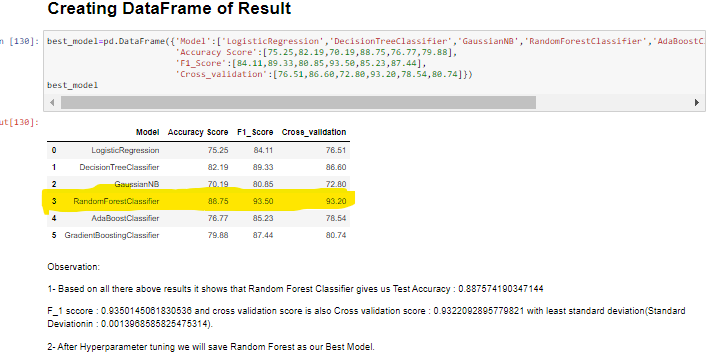 Creating DataFrame of Result
n [130]: best_model=pd.DataFrame({'Model':['LogisticRegression','DecisionTreeClassifier','GaussianNB','RandomForestClassifier','AdaBoostC
'Accuracy Score':[75.25,82.19,70.19,88.75,76.77,79.88],
'F1_Score':[84.11,89.33,80.85,93.50,85.23,87.44],
'Cross_validation':[76.51,86.60,72.80,93.20,78.54,80.74]})
best_model
ut[130]:
Model Accuracy Score F1_Score Cross_validation
0 LogisticRegression 75.25 84.11 76.51
1 DecisionTreeClassifier 82.19 89.33 86.60
2 GaussianNB 70.19 80.85 72.80
3 RandomForestClassifier 88.75 93.50 93.20
4 AdaBoostClassifier 76.77 85.23 78.54
5 GradientBoostingClassifier 79.88 87.44 80.74
Observation:
1- Based on all there above results it shows that Random Forest Classifier gives us Test Accuracy : 0.887574190347144
F_1 sccore : 0.9350145061830536 and cross validation score is also Cross validation score : 0.9322092895779821 with least standard deviation(Standard
Deviationin : 0.0013968585825475314).
2- After Hyperparameter tuning we will save Random Forest as our Best Model.